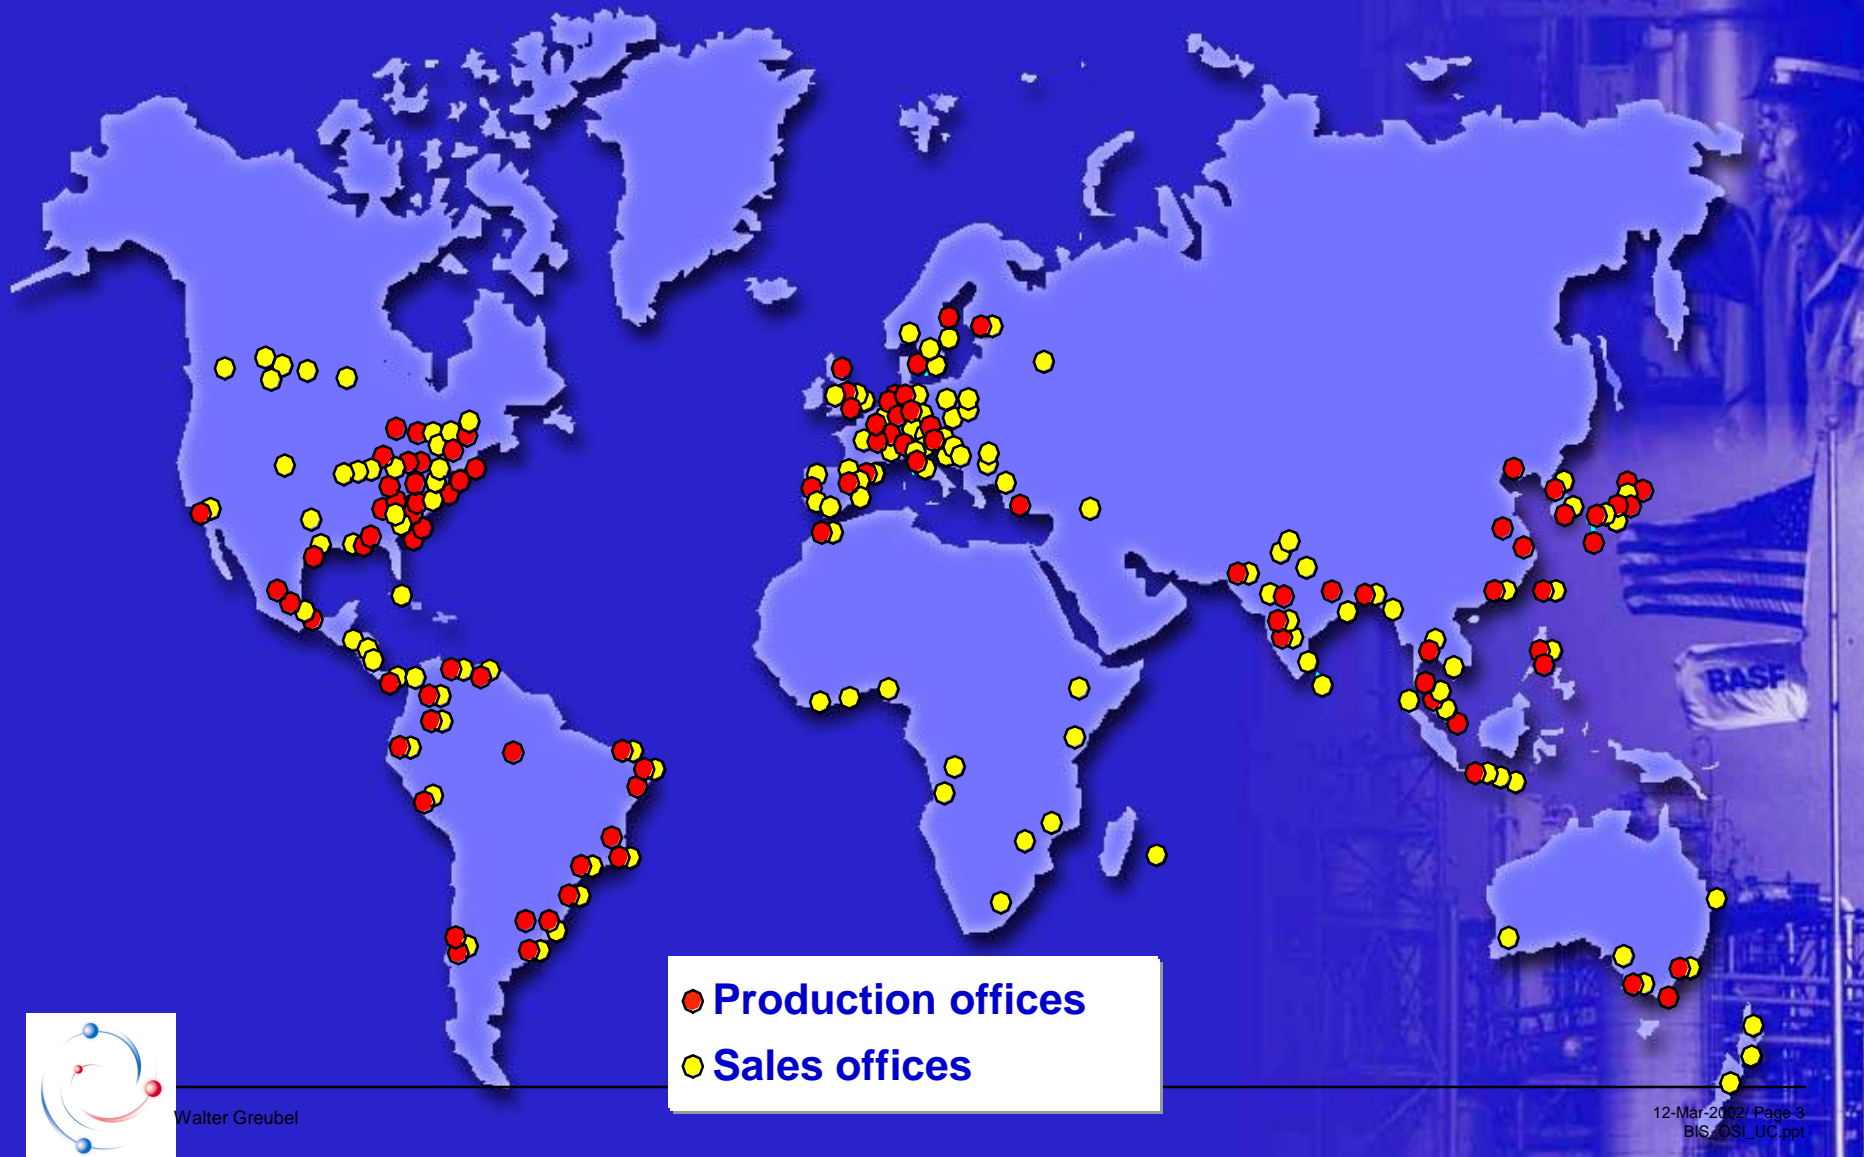 BASF
Production offices
Sales offices
Walter Greubel
12-Mar-2002/ Page 3
BIS_OSI_UC.ppt